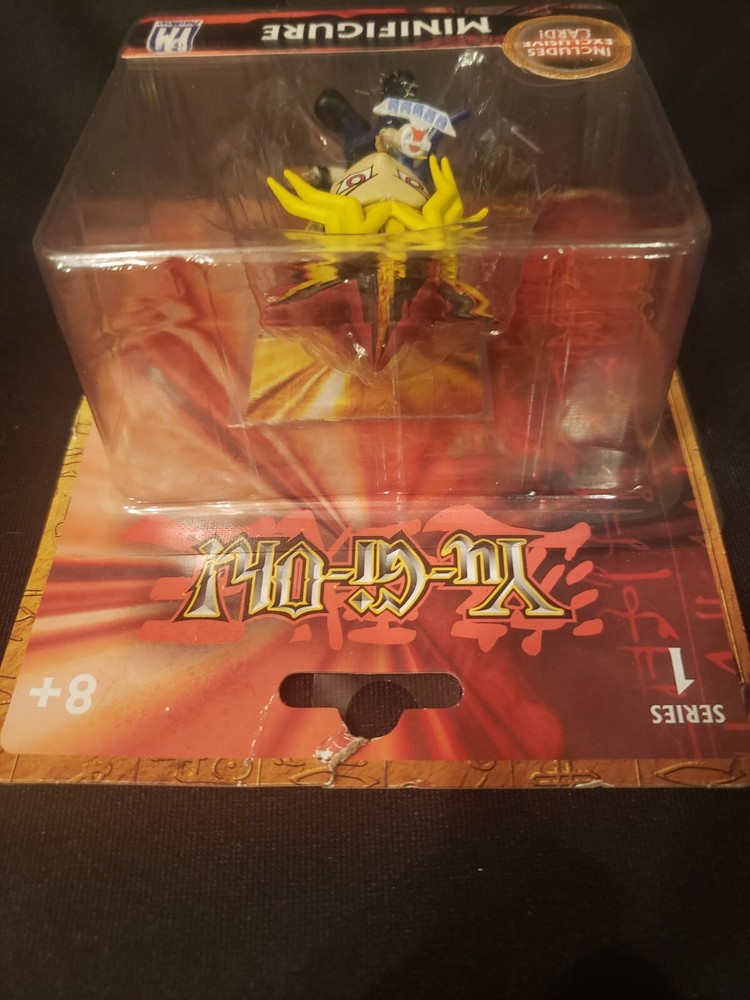 SERIES
1
8+
Yu-Gi-Oh!
INCLUDES
EXCLUSIVE
CARD!
MINIFIGURE